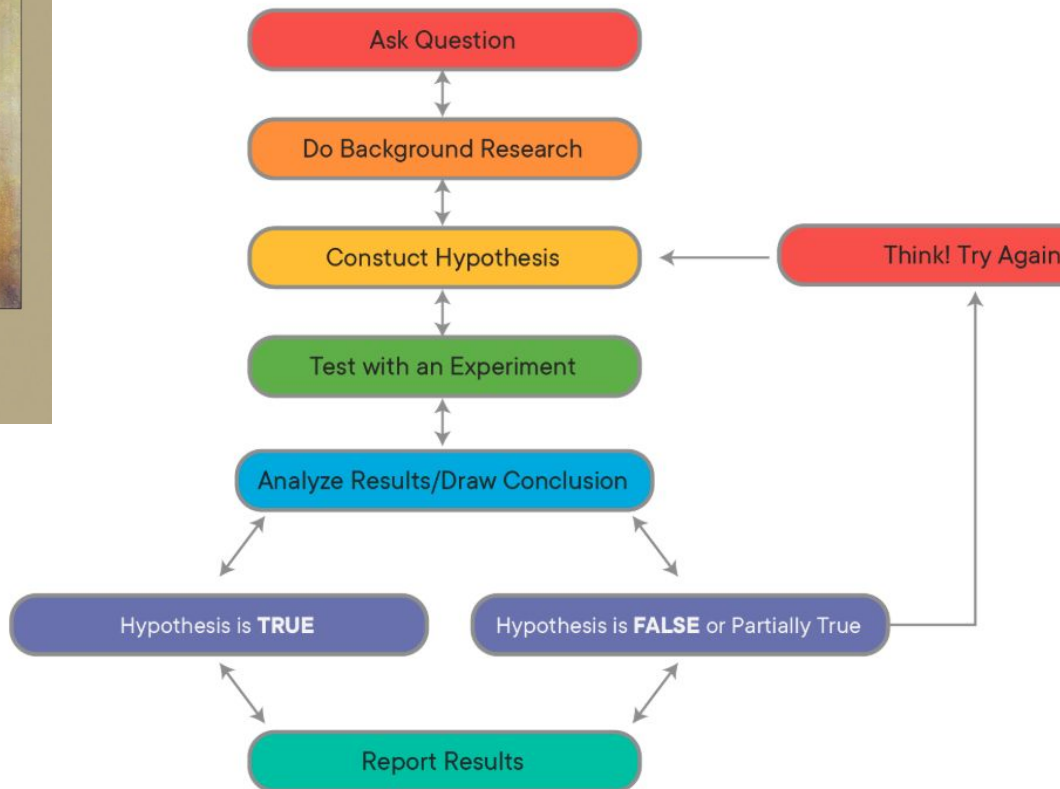 Ask Question
Do Background Research
Constuct Hypothesis
Think! Try Again
Test with an Experiment
Analyze Results/Draw Conclusion
Hypothesis is TRUE
Hypothesis is FALSE or Partially True
Report Results